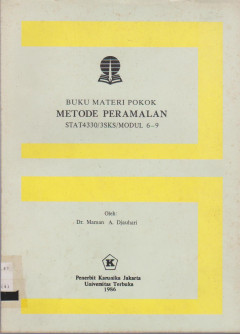 BUKU MATERI POKOK
METODE PERAMALAN
STAT4330/3SKS/MODUL 6-9
Oleh:
Dr. Maman A. Djauhari
K
Penerbit Karunika Jakarta
Universitas Terbuka
1986